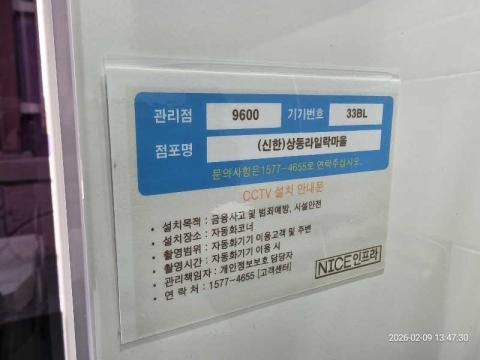 관리점 9600 기기번호 33BL
점포명 (신한)상동라일락마을
문의사항은1577-4655로 연락주십시오.
CCTV 설치 안내문
• 설치목적 : 금융사고 및 범죄예방, 시설안전
• 설치장소 : 자동화코너
• 촬영범위 : 자동화기기 이용고객 및 주변
• 촬영시간 : 자동화기기 이용 시
• 관리책임자 : 개인정보보호 담당자
• 연 락 처 : 1577-4655 [고객센터]
NICE인프라
2026-02-09 13:47:30